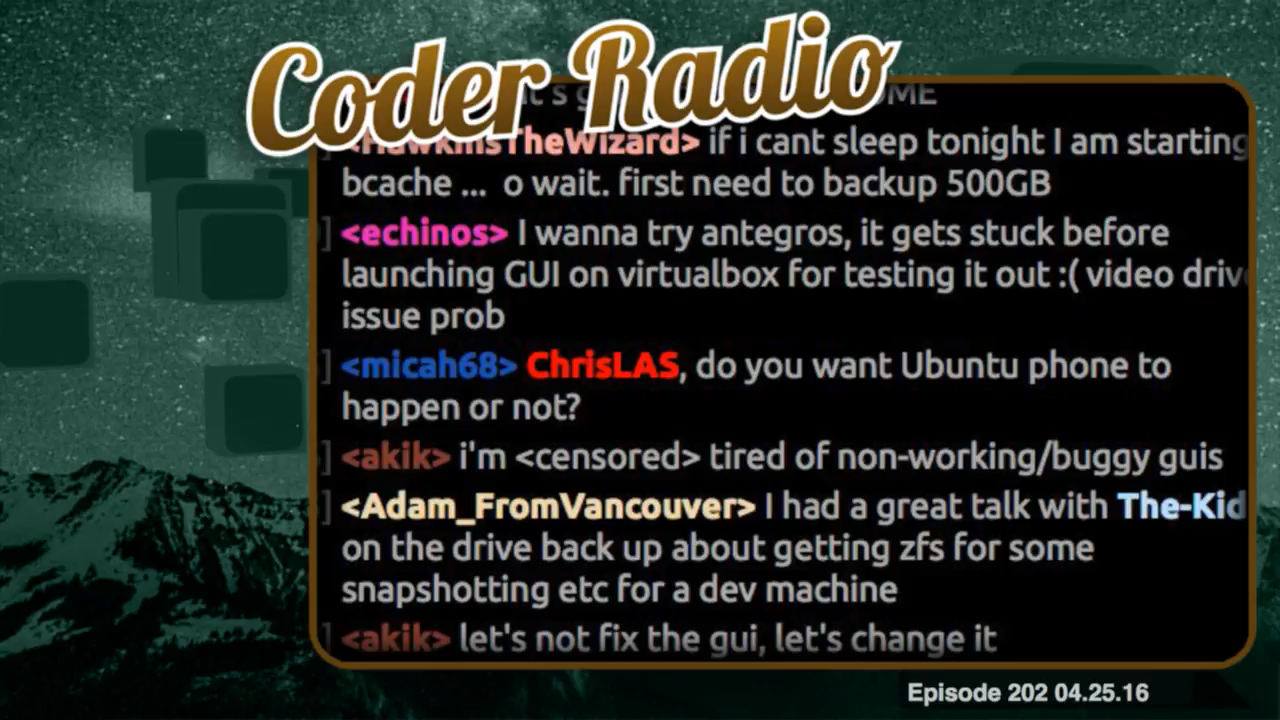 Coder Radio
<HawkinsTheWizard> if i cant sleep tonight I am starting
bcache ... o wait. first need to backup 500GB
<echinos> I wanna try antegros, it gets stuck before
launching GUI on virtualbox for testing it out :( video driv
issue prob
<micah68> ChrisLAS, do you want Ubuntu phone to
happen or not?
<akik> i'm <censored> tired of non-working/buggy guis
<Adam_FromVancouver> I had a great talk with The-Kid
on the drive back up about getting zfs for some
snapshotting etc for a dev machine
<akik> let's not fix the gui, let's change it
Episode 202 04.25.16